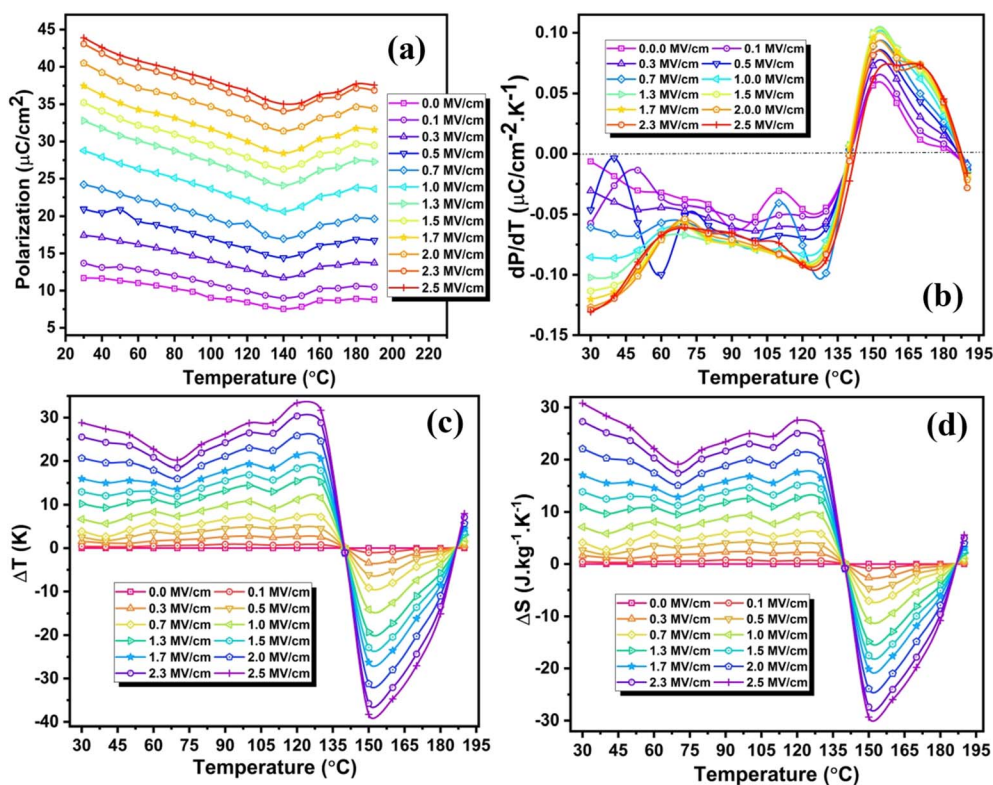 (a)
Polarization (μC/cm²)
45
40
35
30
25
20
15
10
5
20 40 60 80 100 120 140 160 180 200 220
Temperature (°C)
0.0 MV/cm
0.1 MV/cm
0.3 MV/cm
0.5 MV/cm
0.7 MV/cm
1.0 MV/cm
1.3 MV/cm
1.5 MV/cm
1.7 MV/cm
2.0 MV/cm
2.3 MV/cm
2.5 MV/cm
(b)
dP/dT (μC/cm⁻².K⁻¹)
0.10
0.05
0.00
-0.05
-0.10
-0.15
30 45 60 75 90 105 120 135 150 165 180 195
Temperature (°C)
0.0.0 MV/cm 0.1 MV/cm
0.3 MV/cm 0.5 MV/cm
0.7 MV/cm 1.0.0 MV/cm
1.3 MV/cm 1.5 MV/cm
1.7 MV/cm 2.0.0 MV/cm
2.3 MV/cm 2.5 MV/cm
(c)
ΔT (K)
30
20
10
0
-10
-20
-30
-40
30 45 60 75 90 105 120 135 150 165 180 195
Temperature (°C)
0.0 MV/cm 0.1 MV/cm
0.3 MV/cm 0.5 MV/cm
0.7 MV/cm 1.0 MV/cm
1.3 MV/cm 1.5 MV/cm
1.7 MV/cm 2.0 MV/cm
2.3 MV/cm 2.5 MV/cm
(d)
ΔS (J.kg⁻¹.K⁻¹)
30
20
10
0
-10
-20
-30
30 45 60 75 90 105 120 135 150 165 180 195
Temperature (°C)
0.0 MV/cm 0.1 MV/cm
0.3 MV/cm 0.5 MV/cm
0.7 MV/cm 1.0 MV/cm
1.3 MV/cm 1.5 MV/cm
1.7 MV/cm 2.0 MV/cm
2.3 MV/cm 2.5 MV/cm